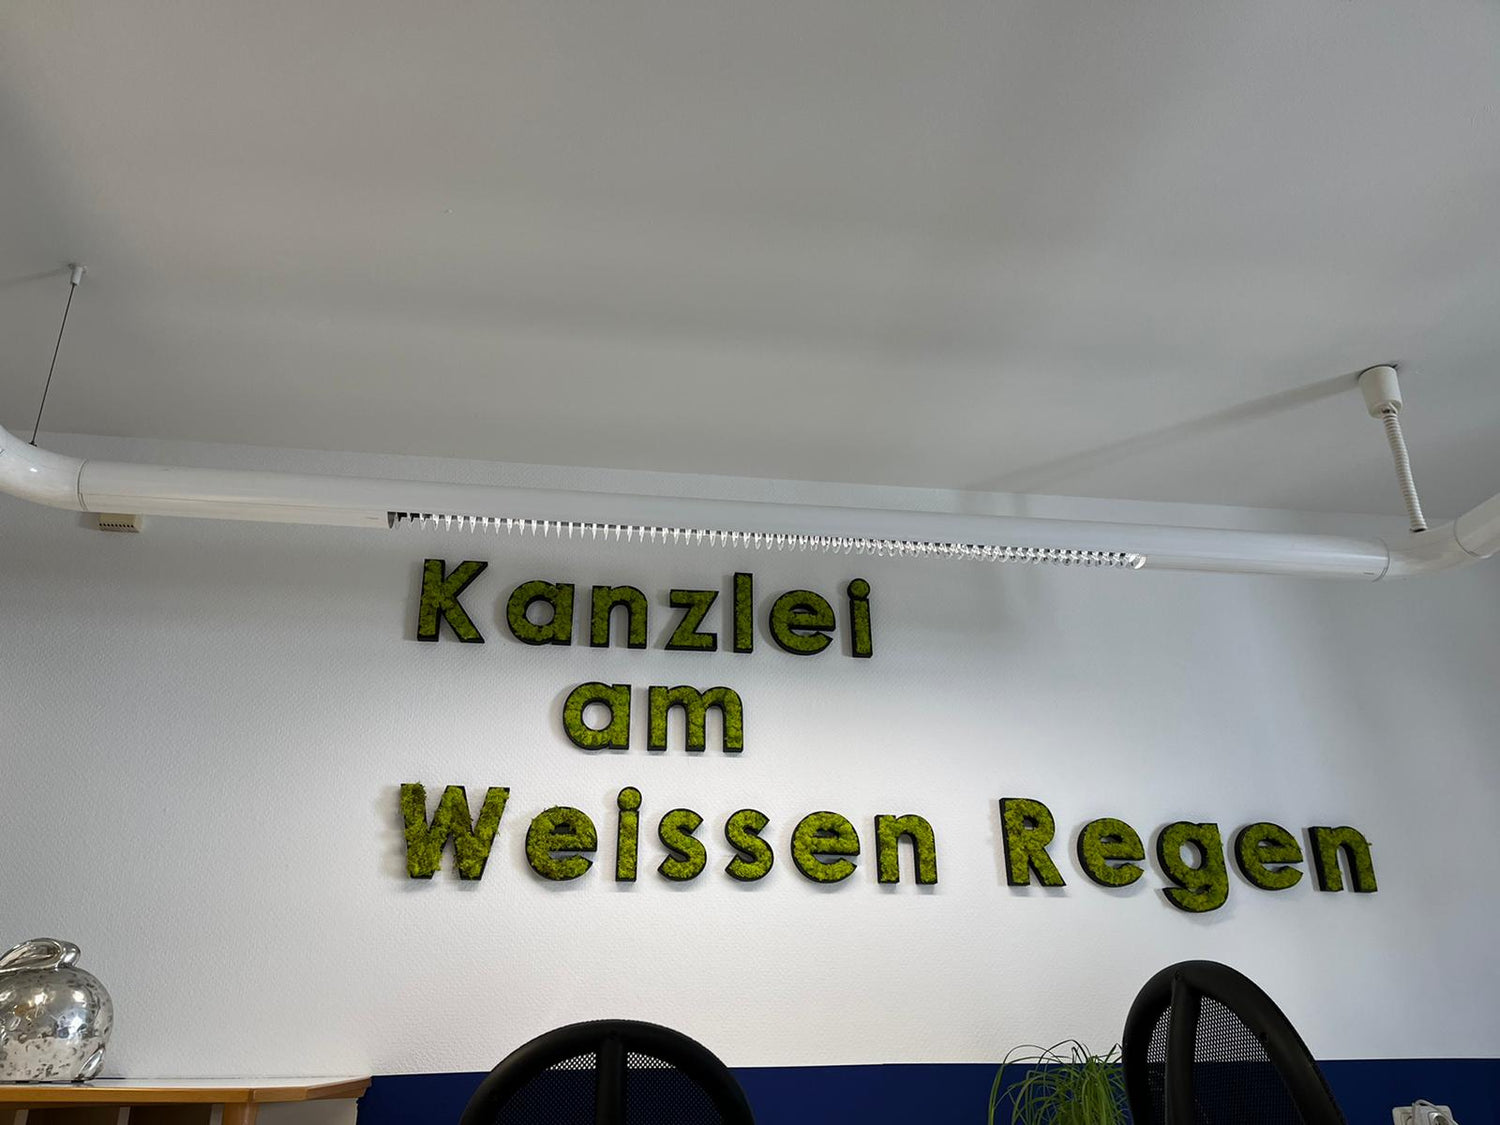 Kanzlei
am
Weissen Regen